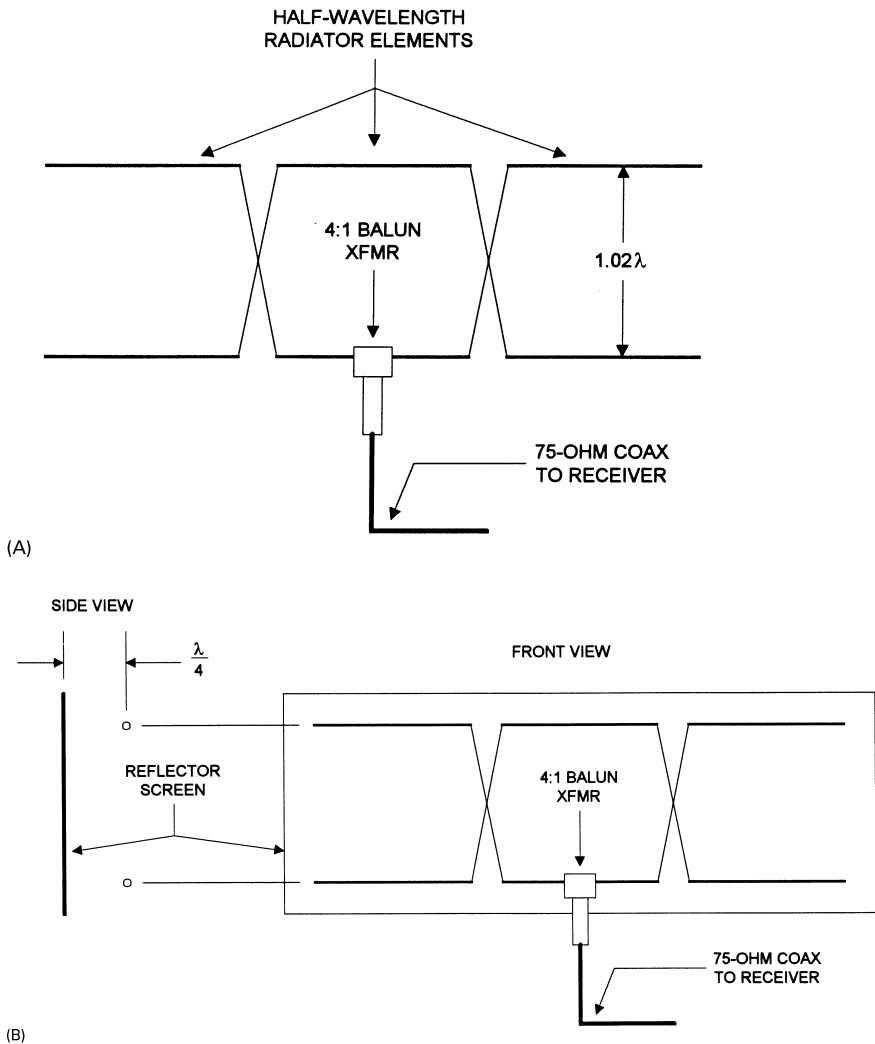 HALF-WAVELENGTH
RADIATOR ELEMENTS
4:1 BALUN
XFMR
1.02λ
75-OHM COAX
TO RECEIVER
(A)
SIDE VIEW
λ
4
FRONT VIEW
REFLECTOR
SCREEN
4:1 BALUN
XFMR
75-OHM COAX
TO RECEIVER
(B)